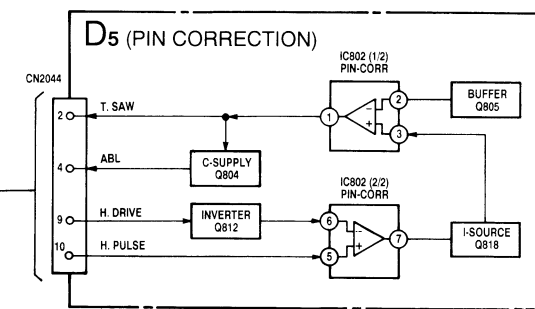 D5 (PIN CORRECTION)
CN2044
IC802 (1/2)
PIN-CORR
BUFFER
Q805
2
T. SAW
1
2
3
-
+
4
ABL
C-SUPPLY
Q804
IC802 (2/2)
PIN-CORR
9
H. DRIVE
INVERTER
Q812
6
5
7
-
+
I-SOURCE
Q818
10
H. PULSE